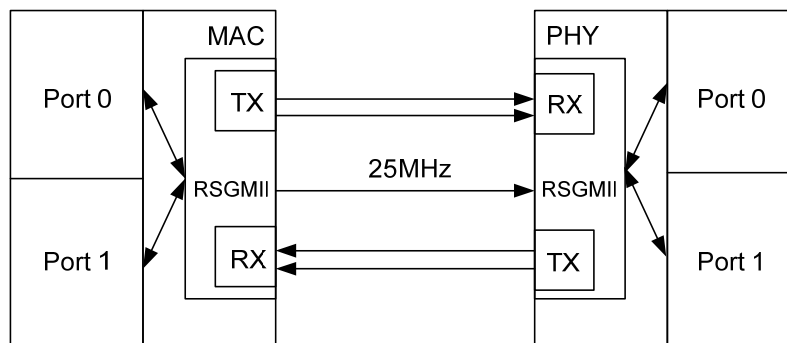 MAC
PHY
Port 0
TX
RX
Port 0
25MHz
RSGMII
RSGMII
Port 1
RX
TX
Port 1